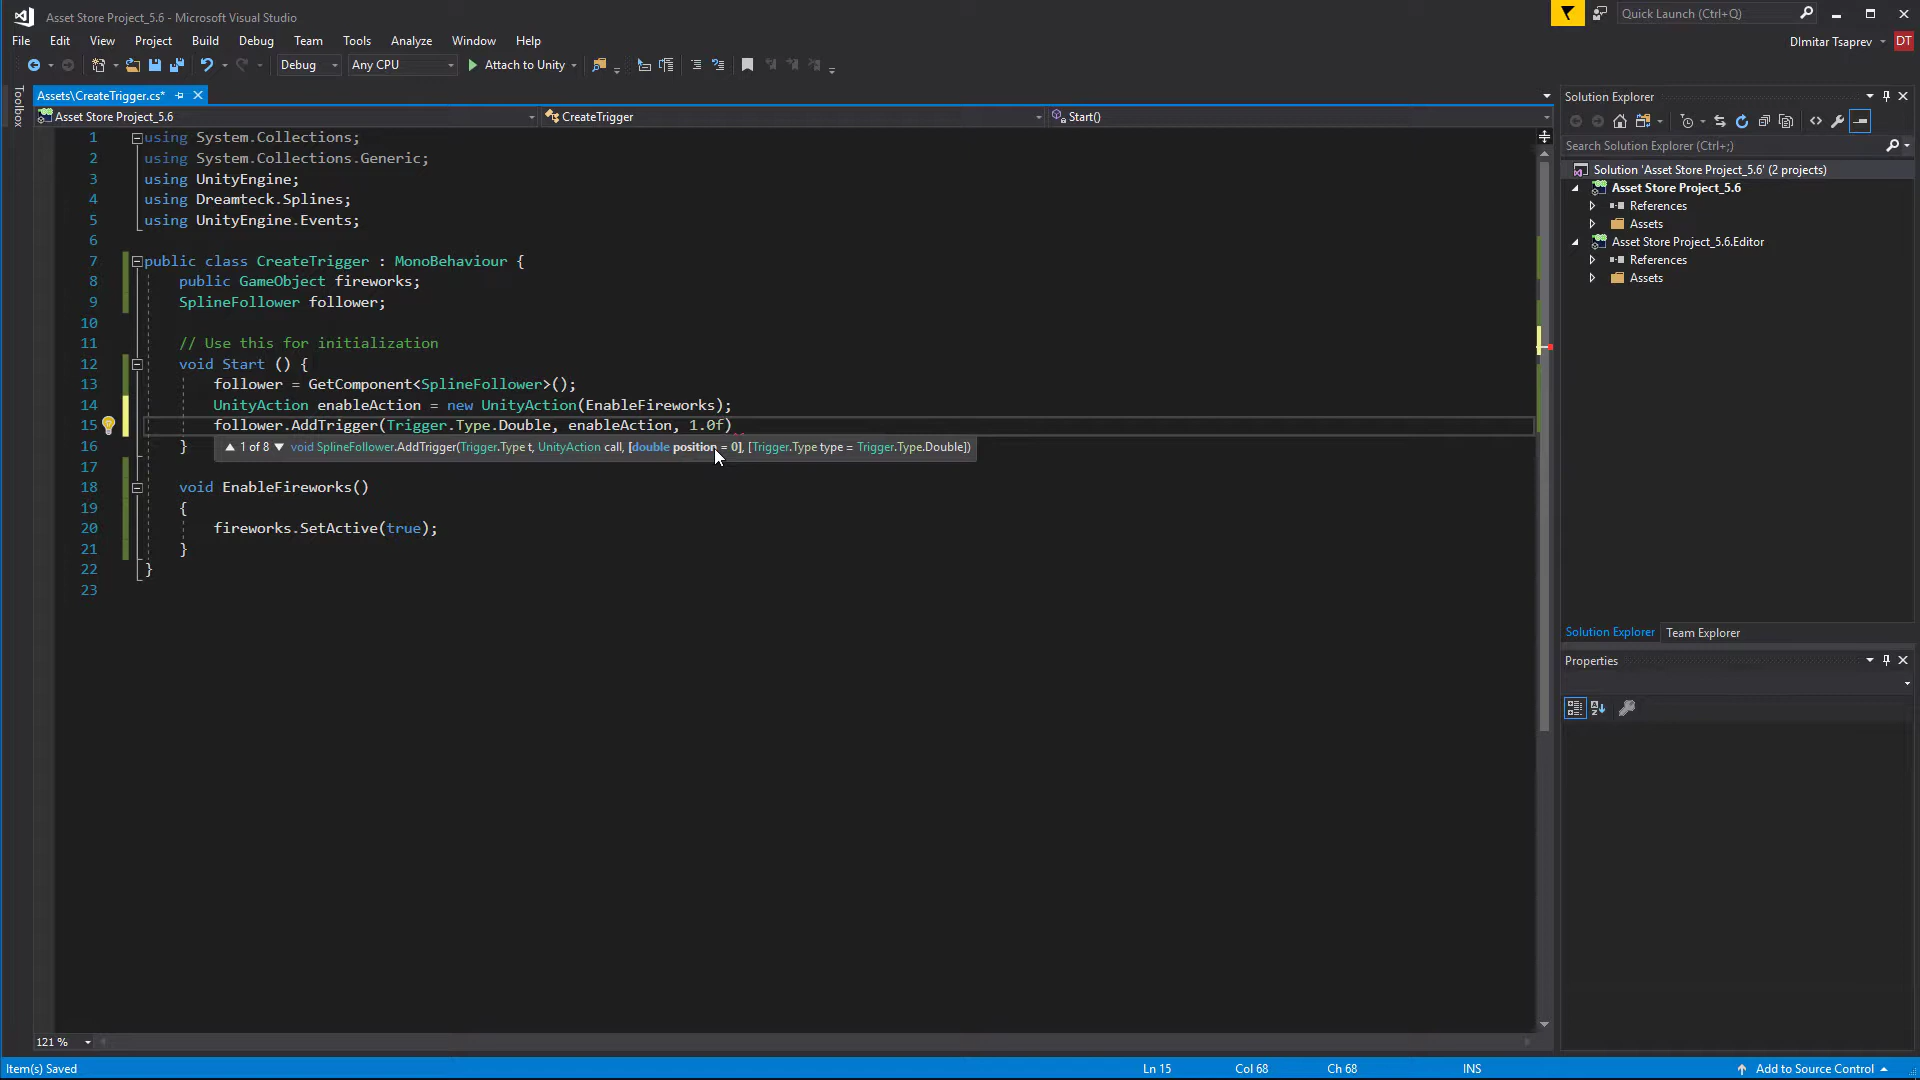 Asset Store Project_5.6 - Microsoft Visual Studio
Quick Launch (Ctrl+Q)
File Edit View Project Build Debug Team Tools Analyze Window Help
DImitar Tsaprev DT
Debug Any CPU Attach to Unity
Toolbox
Assets\CreateTrigger.cs*
Asset Store Project_5.6 CreateTrigger Start()
1 using System.Collections;
2 using System.Collections.Generic;
3 using UnityEngine;
4 using Dreamteck.Splines;
5 using UnityEngine.Events;
6
7 public class CreateTrigger : MonoBehaviour {
8 public GameObject fireworks;
9 SplineFollower follower;
10
11 // Use this for initialization
12 void Start () {
13 follower = GetComponent<SplineFollower>();
14 UnityAction enableAction = new UnityAction(EnableFireworks);
15 follower.AddTrigger(Trigger.Type.Double, enableAction, 1.0f)
16 }
▲ 1 of 8 ▼ void SplineFollower.AddTrigger(Trigger.Type t, UnityAction call, [double position = 0], [Trigger.Type type = Trigger.Type.Double])
17
18 void EnableFireworks()
19 {
20 fireworks.SetActive(true);
21 }
22 }
23
121 %
Solution Explorer
Search Solution Explorer (Ctrl+;)
Solution 'Asset Store Project_5.6' (2 projects)
Asset Store Project_5.6
References
Assets
Asset Store Project_5.6.Editor
References
Assets
Solution Explorer Team Explorer
Properties
Item(s) Saved Ln 15 Col 68 Ch 68 INS Add to Source Control